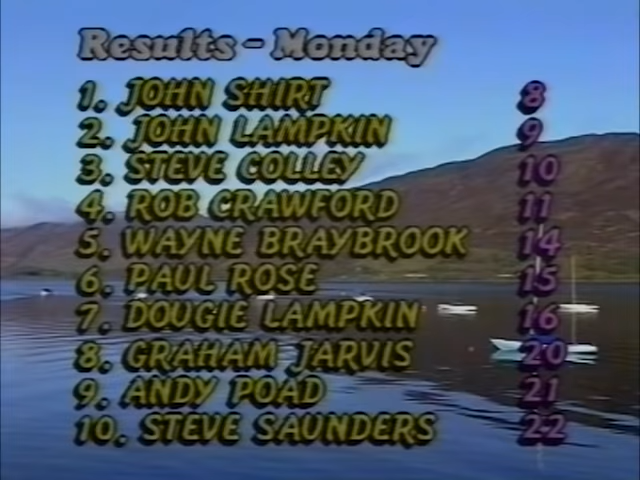 Results - Monday
1. JOHN SHIRT 8
2. JOHN LAMPKIN 9
3. STEVE COLLEY 10
4. ROB CRAWFORD 11
5. WAYNE BRAYBROOK 14
6. PAUL ROSE 15
7. DOUGIE LAMPKIN 16
8. GRAHAM JARVIS 20
9. ANDY POAD 21
10. STEVE SAUNDERS 22